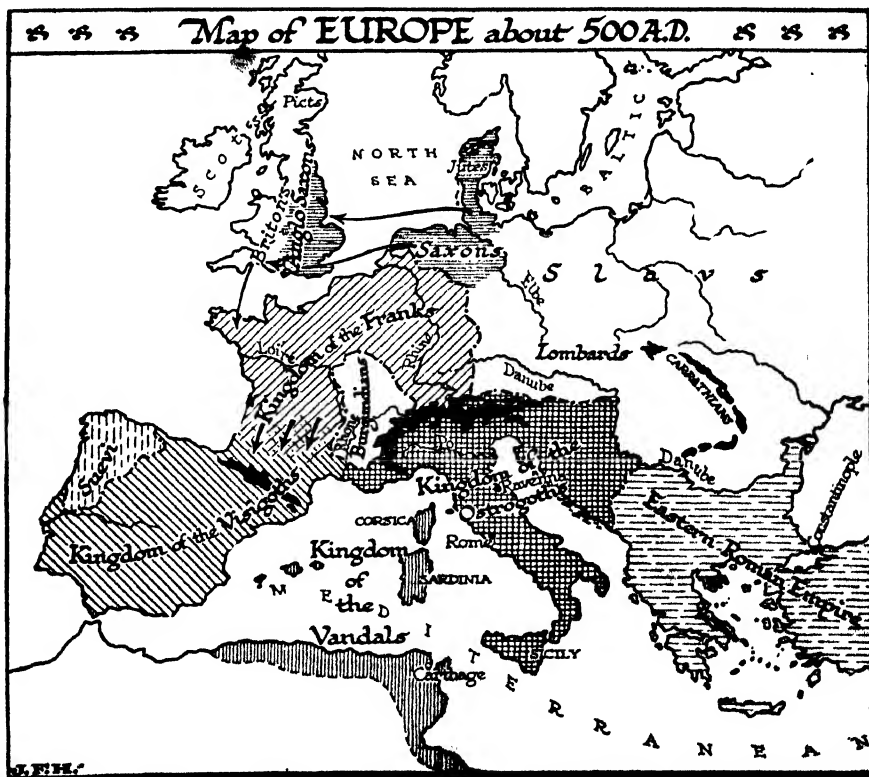 Map of EUROPE about 500 A.D.
Picts
Scots
NORTH
SEA
Jutes
BALTIC
Britons
Anglo Saxons
Saxons
Slavs
Elbe
Kingdom of the Franks
Loire
Rhine
Lombards
CARPATHIANS
Danube
Burgundians
Rhone
Suevi
Kingdom of the Visigoths
Kingdom of the
Ostrogoths
RAVENNA
Danube
Constantinople
Eastern Roman Empire
CORSICA
Rome
Kingdom
of
the
Vandals
SARDINIA
SICILY
Carthage
MEDITERRANEAN
J.F.H.